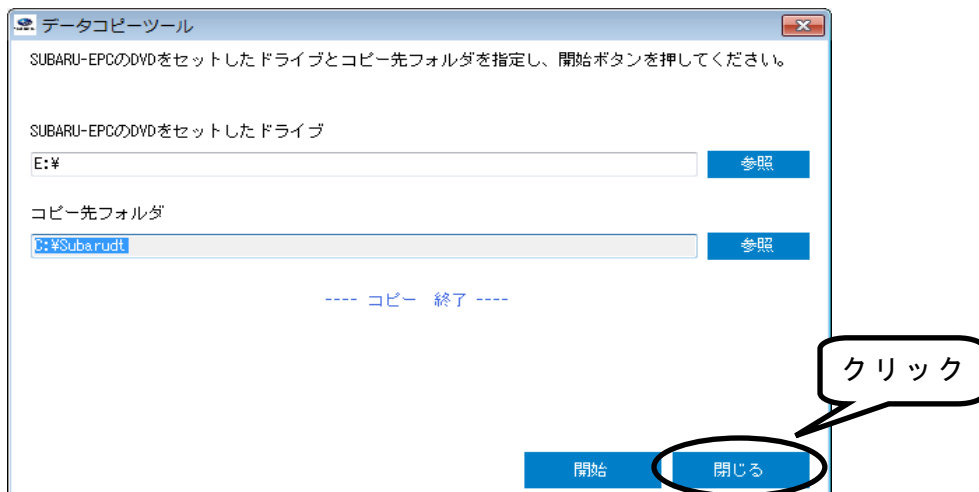 データコピーツール
SUBARU-EPCのDVDをセットしたドライブとコピー先フォルダを指定し、開始ボタンを押してください。
SUBARU-EPCのDVDをセットしたドライブ
E:¥
参照
コピー先フォルダ
C:¥Subarudt
参照
---- コピー　終了 ----
クリック
開始
閉じる